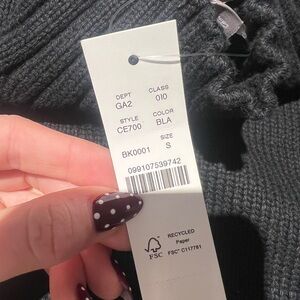 DEPT CLASS
GA2 010
STYLE COLOR
CE700 BLA
SIZE
BK0001 S
099107539742
RECYCLED
Paper
FSC
FSC® C117781